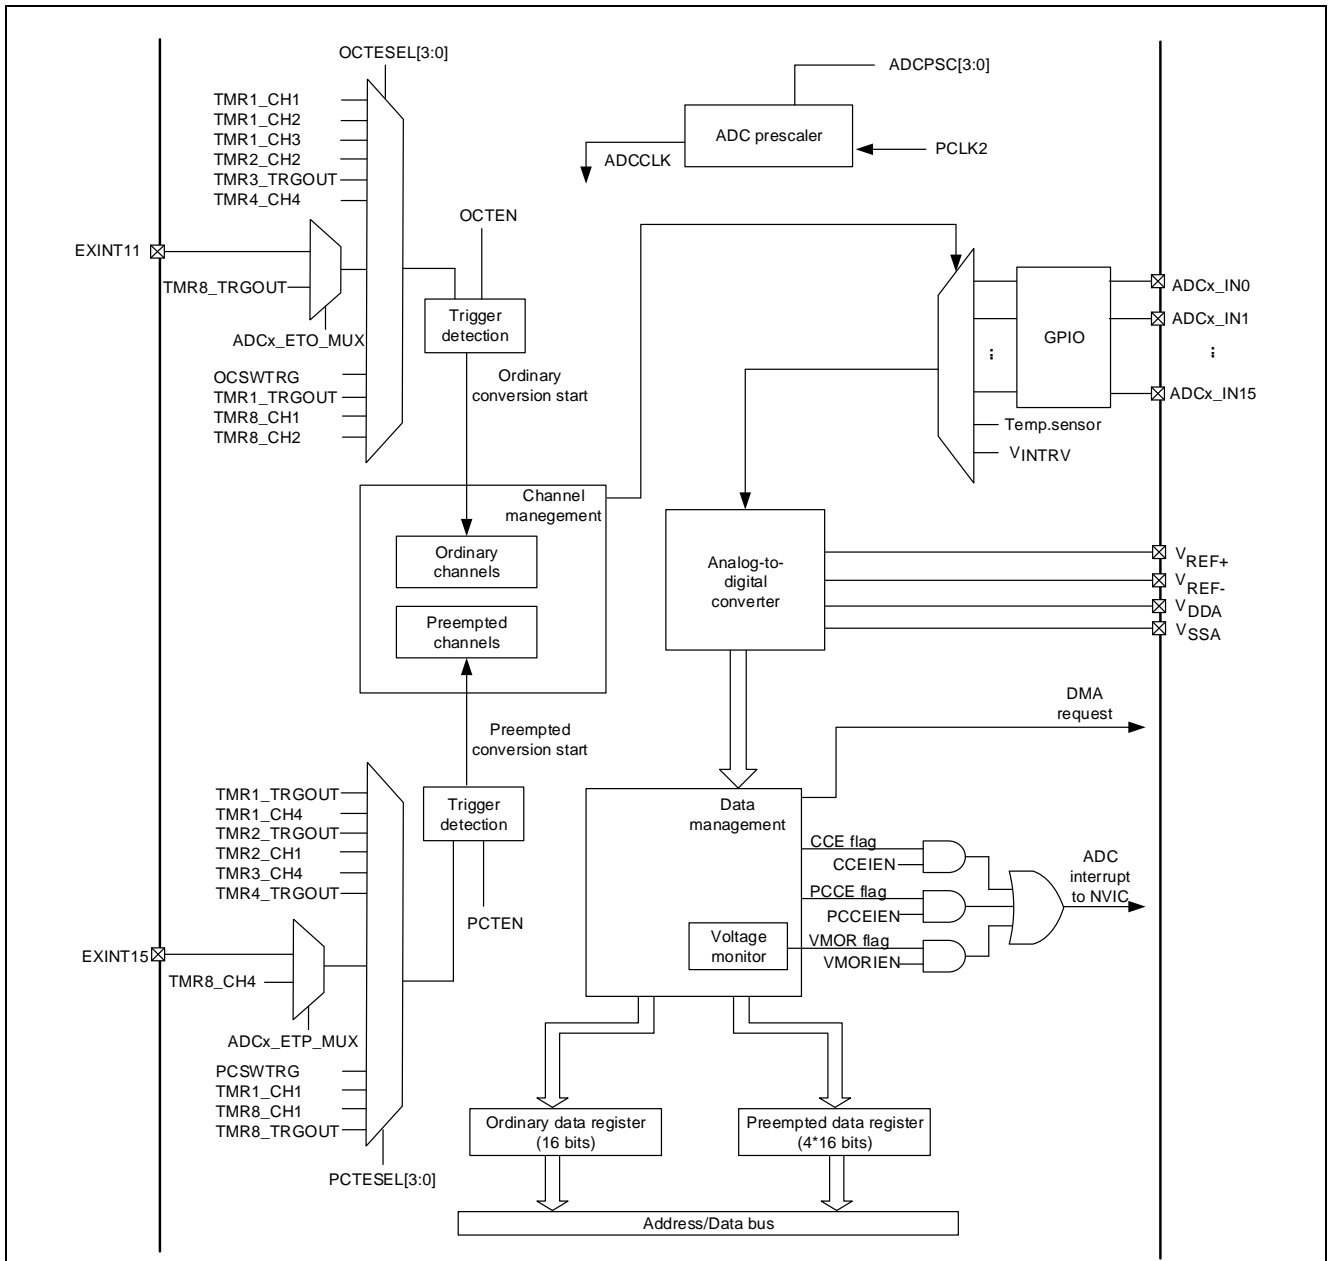 OCTESEL[3:0]
TMR1_CH1
TMR1_CH2
TMR1_CH3
TMR2_CH2
TMR3_TRGOUT
TMR4_CH4
EXINT11
TMR8_TRGOUT
ADCx_ETO_MUX
OCSWTRG
TMR1_TRGOUT
TMR8_CH1
TMR8_CH2
OCTEN
Trigger
detection
Ordinary
conversion start
ADCPSC[3:0]
ADC prescaler
ADCCLK
PCLK2
GPIO
ADCx_IN0
ADCx_IN1
...
...
ADCx_IN15
Temp.sensor
VINTRV
Channel
manegement
Ordinary
channels
Preempted
channels
Analog-to-
digital
converter
VREF+
VREF-
VDDA
VSSA
Preempted
conversion start
Trigger
detection
PCTEN
TMR1_TRGOUT
TMR1_CH4
TMR2_TRGOUT
TMR2_CH1
TMR3_CH4
TMR4_TRGOUT
EXINT15
TMR8_CH4
ADCx_ETP_MUX
PCSWTRG
TMR1_CH1
TMR8_CH1
TMR8_TRGOUT
PCTESEL[3:0]
DMA
request
Data
management
CCE flag
CCEIEN
PCCE flag
PCCEIEN
Voltage
monitor
VMOR flag
VMORIEN
ADC
interrupt
to NVIC
Ordinary data register
(16 bits)
Preempted data register
(4*16 bits)
Address/Data bus